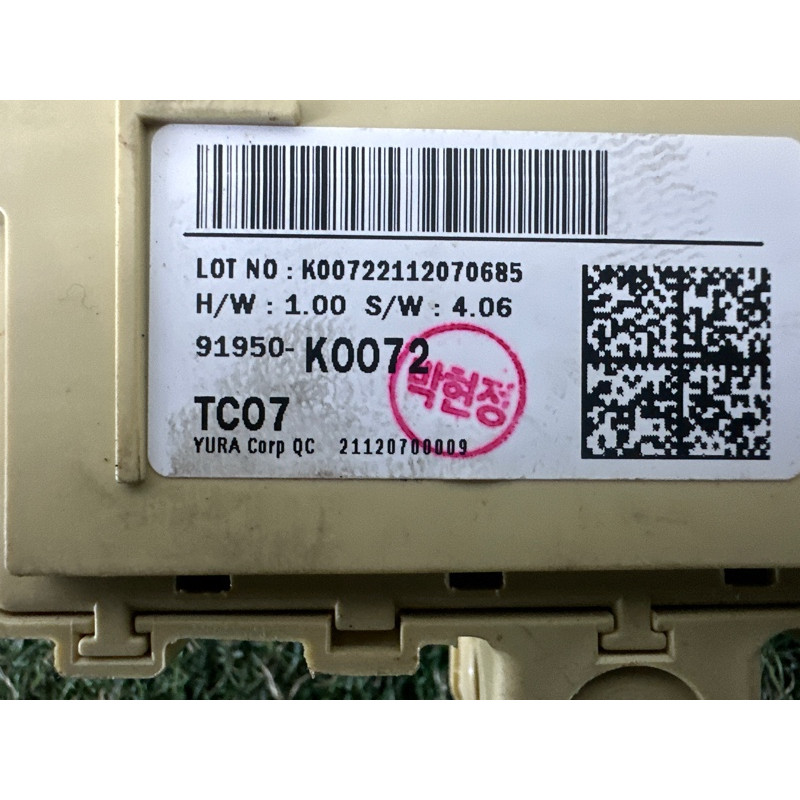 LOT NO : K00722112070685
H/W : 1.00 S/W : 4.06
91950- K0072
박현정
TC07
YURA Corp QC 21120700009